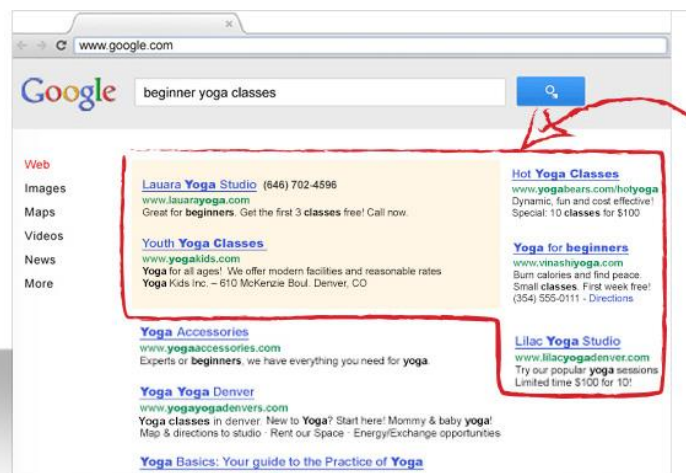 www.google.com
Google
beginner yoga classes
Web
Images
Maps
Videos
News
More
Lauara Yoga Studio (646) 702-4596
www.lauarayoga.com
Great for beginners. Get the first 3 classes free! Call now.
Youth Yoga Classes
www.yogakids.com
Yoga for all ages! We offer modern facilities and reasonable rates
Yoga Kids Inc. – 610 McKenzie Boul. Denver, CO
Hot Yoga Classes
www.yogabears.com/hotyoga
Dynamic, fun and cost effective!
Special: 10 classes for $100
Yoga for beginners
www.vinashiyoga.com
Burn calories and find peace.
Small classes. First week free!
(354) 555-0111 - Directions
Lilac Yoga Studio
www.lilacyogadenver.com
Try our popular yoga sessions
Limited time $100 for 10!
Yoga Accessories
www.yogaaccessories.com
Experts or beginners, we have everything you need for yoga.
Yoga Yoga Denver
www.yogayogadenvers.com
Yoga classes in denver. New to Yoga? Start here! Mommy & baby yoga!
Map & directions to studio · Rent our Space · Energy/Exchange opportunities
Yoga Basics: Your guide to the Practice of Yoga